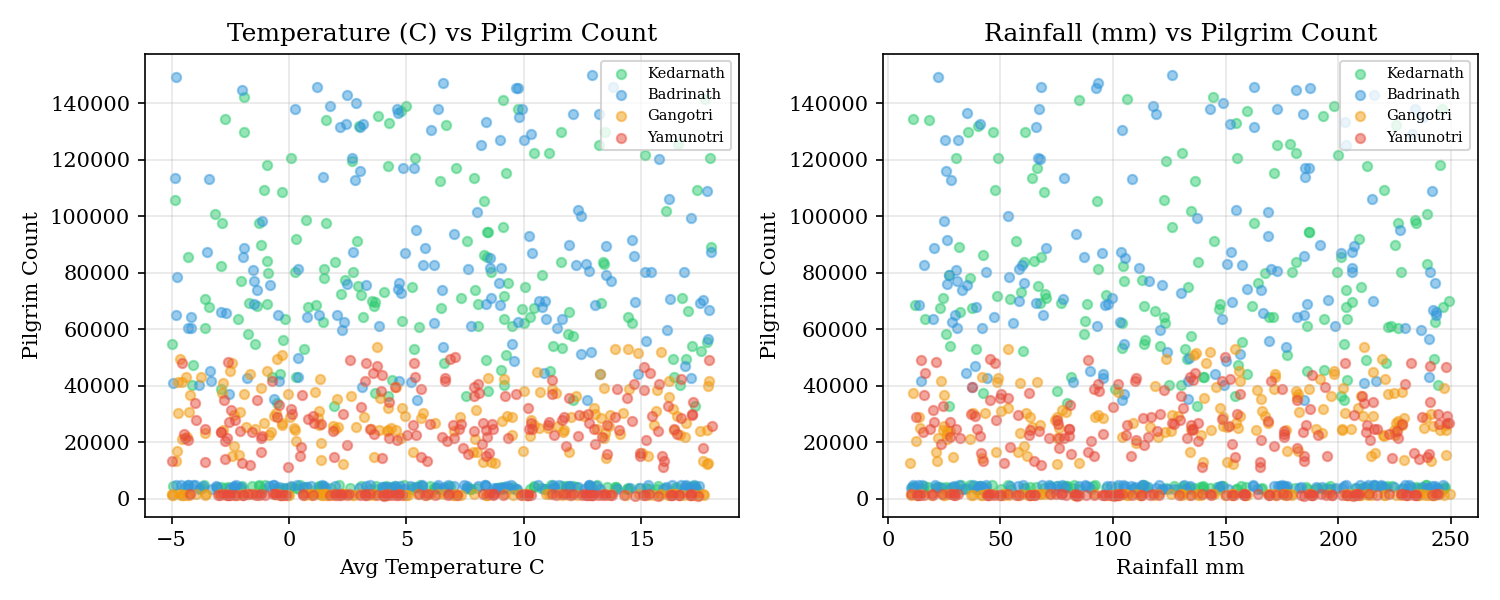 Temperature (C) vs Pilgrim Count
Pilgrim Count
140000
120000
100000
80000
60000
40000
20000
0
−5
0
5
10
15
Avg Temperature C
Kedarnath
Badrinath
Gangotri
Yamunotri
Rainfall (mm) vs Pilgrim Count
Pilgrim Count
140000
120000
100000
80000
60000
40000
20000
0
0
50
100
150
200
250
Rainfall mm
Kedarnath
Badrinath
Gangotri
Yamunotri